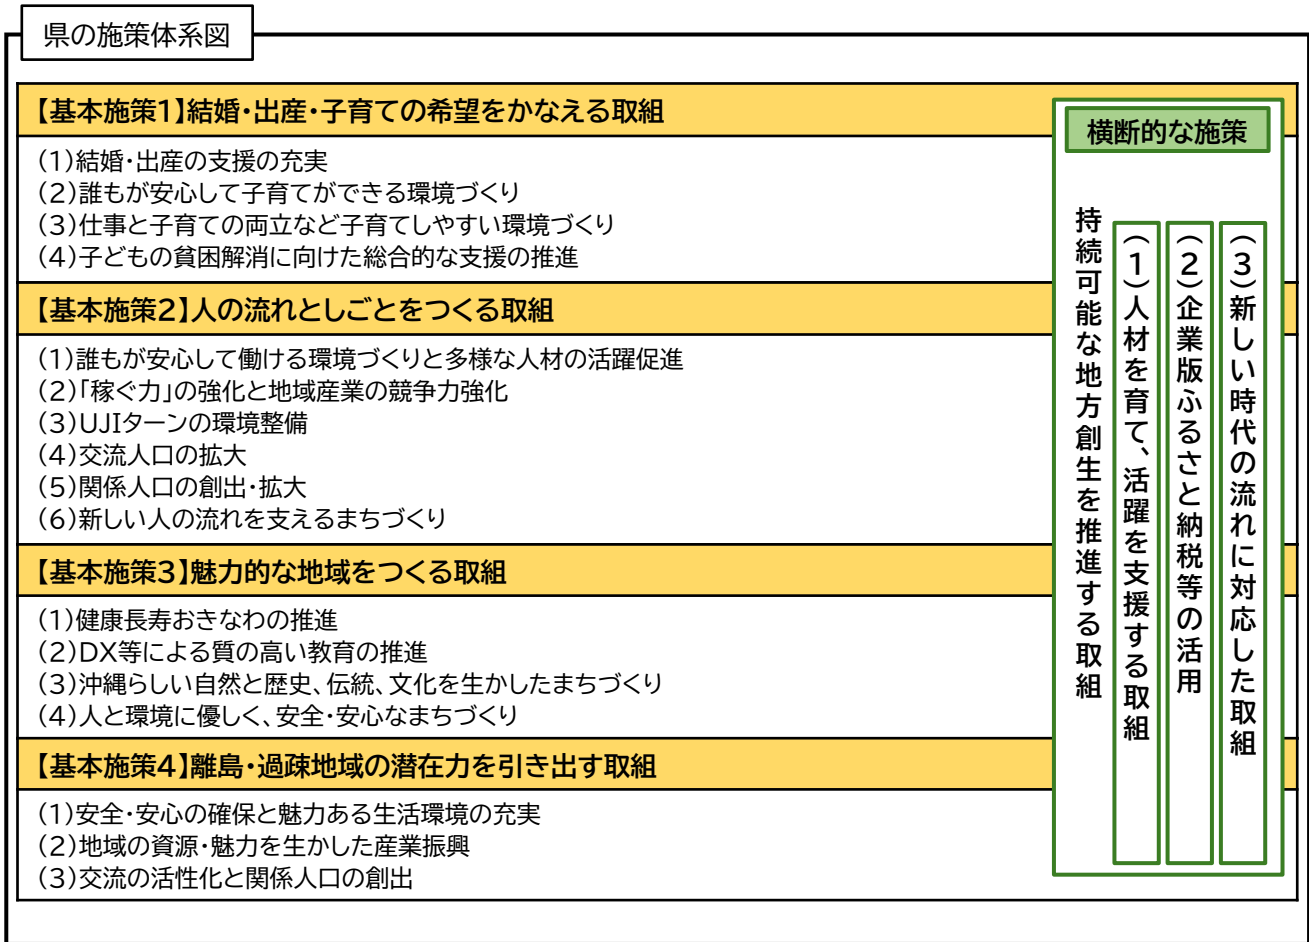 県の施策体系図
【基本施策1】結婚・出産・子育ての希望をかなえる取組
(1)結婚・出産の支援の充実
(2)誰もが安心して子育てができる環境づくり
(3)仕事と子育ての両立など子育てしやすい環境づくり
(4)子どもの貧困解消に向けた総合的な支援の推進
【基本施策2】人の流れとしごとをつくる取組
(1)誰もが安心して働ける環境づくりと多様な人材の活躍促進
(2)「稼ぐ力」の強化と地域産業の競争力強化
(3)UJIターンの環境整備
(4)交流人口の拡大
(5)関係人口の創出・拡大
(6)新しい人の流れを支えるまちづくり
【基本施策3】魅力的な地域をつくる取組
(1)健康長寿おきなわの推進
(2)DX等による質の高い教育の推進
(3)沖縄らしい自然と歴史、伝統、文化を生かしたまちづくり
(4)人と環境に優しく、安全・安心なまちづくり
【基本施策4】離島・過疎地域の潜在力を引き出す取組
(1)安全・安心の確保と魅力ある生活環境の充実
(2)地域の資源・魅力を生かした産業振興
(3)交流の活性化と関係人口の創出
横断的な施策
持続可能な地方創生を推進する取組
(1)人材を育て、活躍を支援する取組
(2)企業版ふるさと納税等の活用
(3)新しい時代の流れに対応した取組